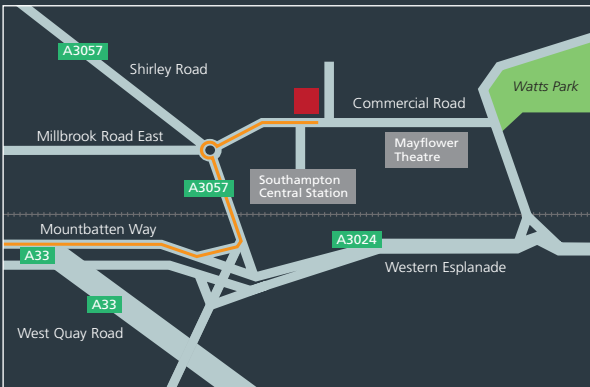 A3057
Shirley Road
Watts Park
Commercial Road
Millbrook Road East
Mayflower
Theatre
Southampton
Central Station
A3057
Mountbatten Way
A3024
A33
Western Esplanade
A33
West Quay Road